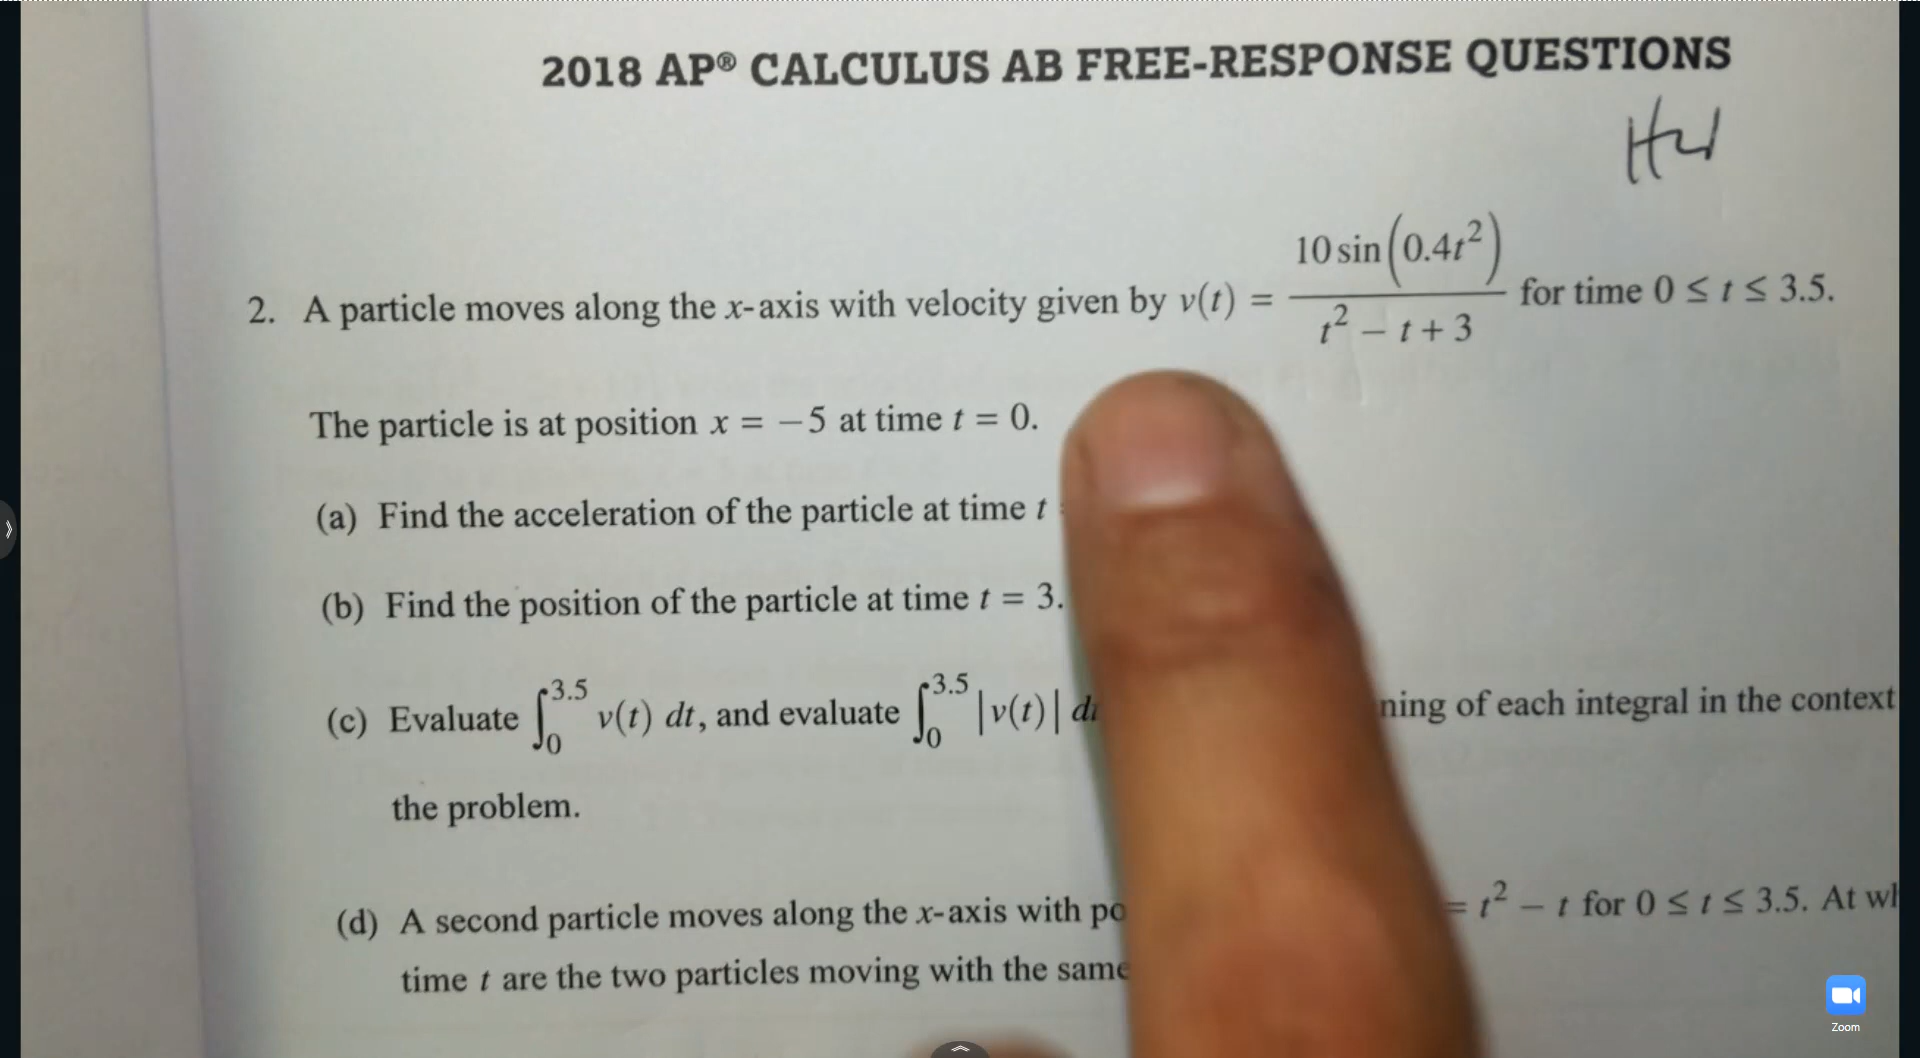 2018 AP® CALCULUS AB FREE-RESPONSE QUESTIONS
HW
2. A particle moves along the x-axis with velocity given by v(t) = \frac{10 sin(0.4t²)}{t² − t + 3} for time 0 ≤ t ≤ 3.5.
The particle is at position x = −5 at time t = 0.
(a) Find the acceleration of the particle at time t
(b) Find the position of the particle at time t = 3.
(c) Evaluate ∫₀^3.5 v(t) dt, and evaluate ∫₀^3.5 |v(t)| of each integral in the context
the problem.
(d) A second particle moves along the x-axis with = t² − t for 0 ≤ t ≤ 3.5. At
time t are the two particles moving with the same
Zoom